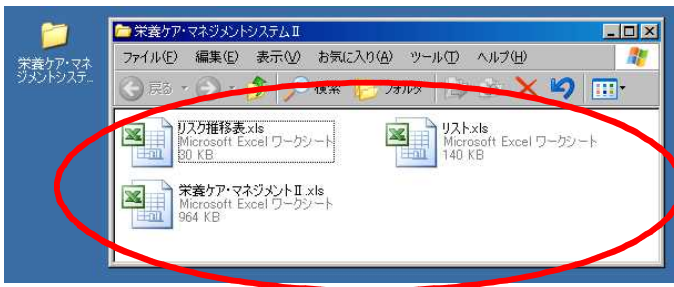 栄養ケア・マネジメントシステムⅡ
栄養ケア・マネ
ジメントシステ...
ファイル(F) 編集(E) 表示(V) お気に入り(A) ツール(T) ヘルプ(H)
戻る 検索 フォルダ
リスク推移表.xls
Microsoft Excel ワークシート
30 KB
リスト.xls
Microsoft Excel ワークシート
140 KB
栄養ケア・マネジメントⅡ.xls
Microsoft Excel ワークシート
964 KB